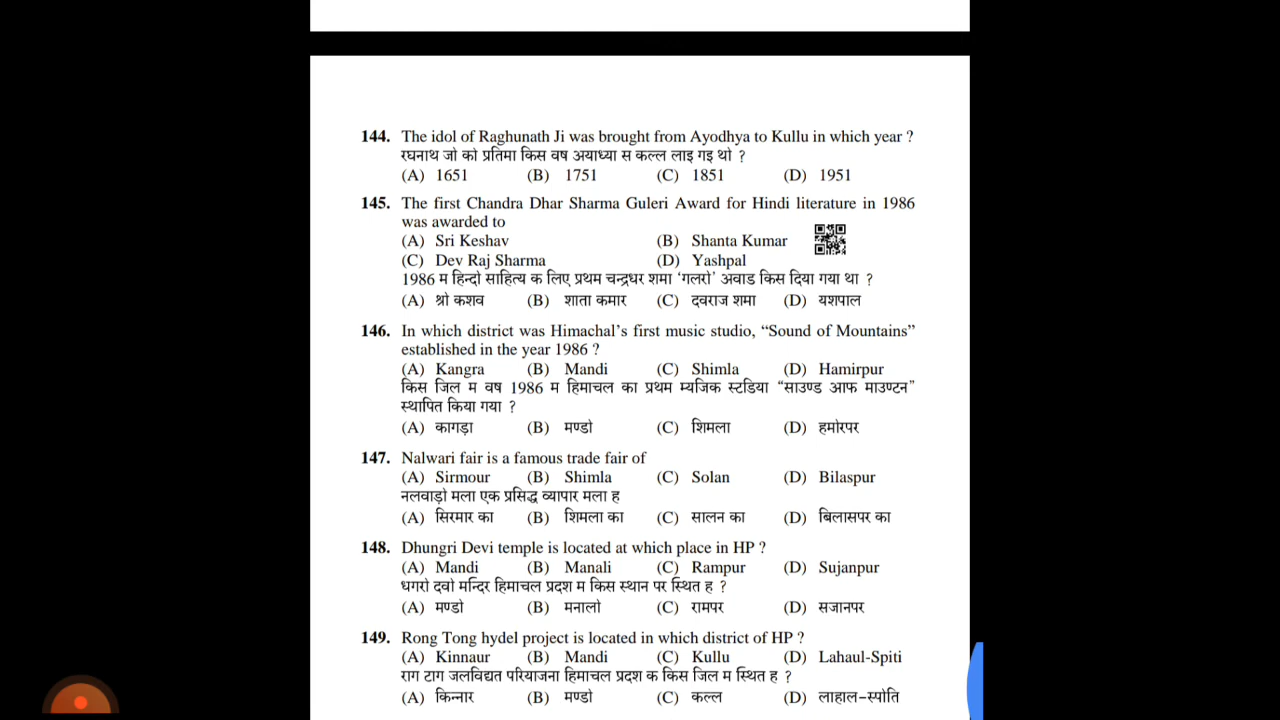 144. The idol of Raghunath Ji was brought from Ayodhya to Kullu in which year ?
रघनाथ जो को प्रतिमा किस वष अयाध्या स कल्ल लाइ गइ थो ?
(A) 1651 (B) 1751 (C) 1851 (D) 1951
145. The first Chandra Dhar Sharma Guleri Award for Hindi literature in 1986
was awarded to
(A) Sri Keshav (B) Shanta Kumar
(C) Dev Raj Sharma (D) Yashpal
1986 म हिन्दो साहित्य क लिए प्रथम चन्द्रधर शमा ‘गलरो’ अवाड किस दिया गया था ?
(A) श्रो कशव (B) शाता कमार (C) दवराज शमा (D) यशपाल
146. In which district was Himachal’s first music studio, “Sound of Mountains”
established in the year 1986 ?
(A) Kangra (B) Mandi (C) Shimla (D) Hamirpur
किस जिल म वष 1986 म हिमाचल का प्रथम म्यजिक स्टडिया “साउण्ड आफ माउण्टन”
स्थापित किया गया ?
(A) कागड़ा (B) मण्डो (C) शिमला (D) हमोरपर
147. Nalwari fair is a famous trade fair of
(A) Sirmour (B) Shimla (C) Solan (D) Bilaspur
नलवाड़ो मला एक प्रसिद्ध व्यापार मला ह
(A) सिरमार का (B) शिमला का (C) सालन का (D) बिलासपर का
148. Dhungri Devi temple is located at which place in HP ?
(A) Mandi (B) Manali (C) Rampur (D) Sujanpur
धगरो दवो मन्दिर हिमाचल प्रदश म किस स्थान पर स्थित ह ?
(A) मण्डो (B) मनालो (C) रामपर (D) सजानपर
149. Rong Tong hydel project is located in which district of HP ?
(A) Kinnaur (B) Mandi (C) Kullu (D) Lahaul-Spiti
राग टाग जलविद्यत परियाजना हिमाचल प्रदश क किस जिल म स्थित ह ?
(A) किन्नार (B) मण्डो (C) कल्ल (D) लाहाल-स्पोति